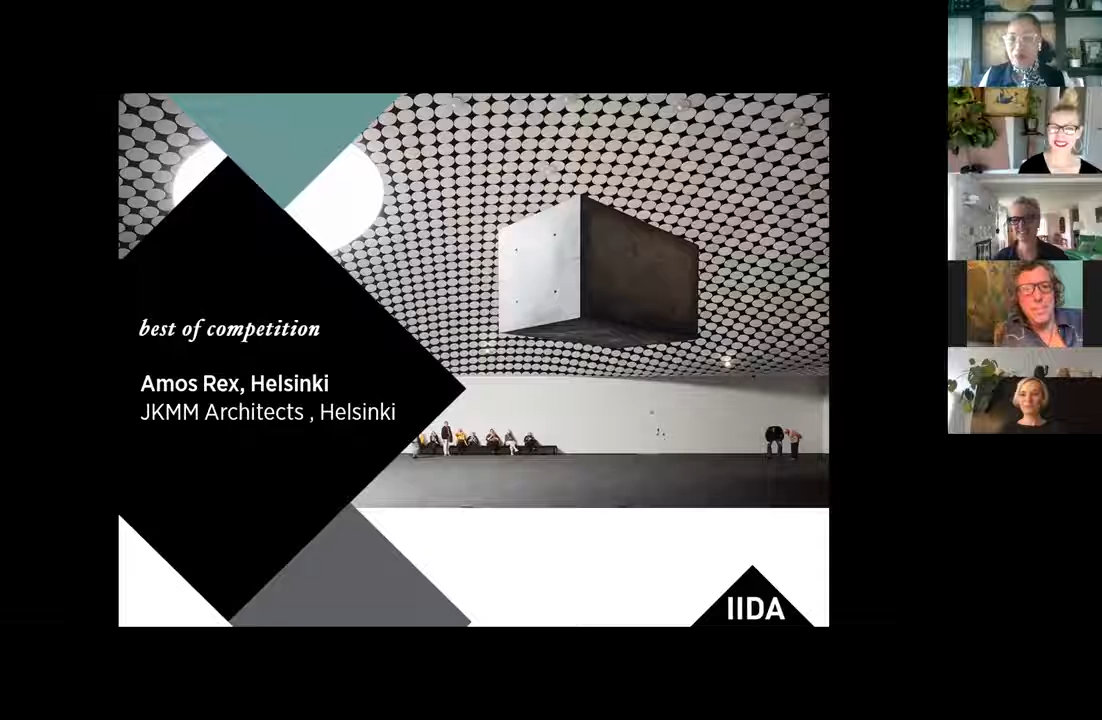 best of competition
Amos Rex, Helsinki
JKMM Architects , Helsinki
IIDA